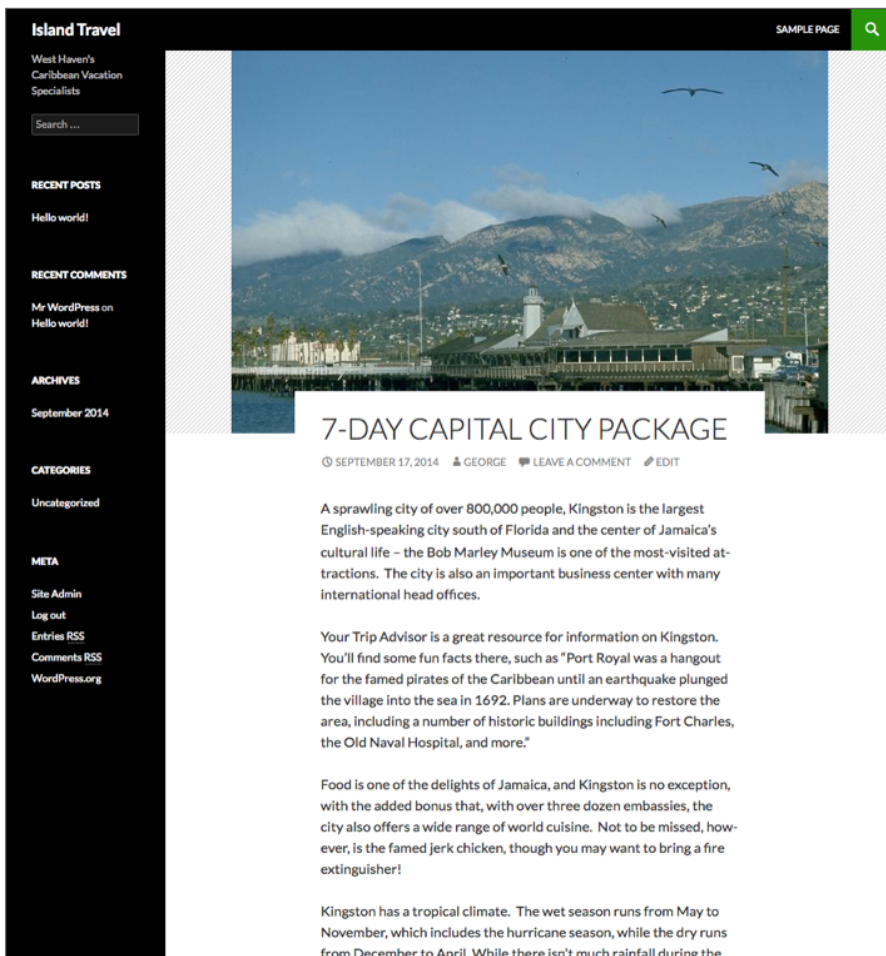 Island Travel
SAMPLE PAGE
West Haven's
Caribbean Vacation
Specialists
Search ...
RECENT POSTS
Hello world!
RECENT COMMENTS
Mr WordPress on
Hello world!
ARCHIVES
September 2014
CATEGORIES
Uncategorized
META
Site Admin
Log out
Entries RSS
Comments RSS
WordPress.org
7-DAY CAPITAL CITY PACKAGE
SEPTEMBER 17, 2014 GEORGE LEAVE A COMMENT EDIT
A sprawling city of over 800,000 people, Kingston is the largest
English-speaking city south of Florida and the center of Jamaica's
cultural life – the Bob Marley Museum is one of the most-visited at-
tractions. The city is also an important business center with many
international head offices.
Your Trip Advisor is a great resource for information on Kingston.
You'll find some fun facts there, such as "Port Royal was a hangout
for the famed pirates of the Caribbean until an earthquake plunged
the village into the sea in 1692. Plans are underway to restore the
area, including a number of historic buildings including Fort Charles,
the Old Naval Hospital, and more."
Food is one of the delights of Jamaica, and Kingston is no exception,
with the added bonus that, with over three dozen embassies, the
city also offers a wide range of world cuisine. Not to be missed, how-
ever, is the famed jerk chicken, though you may want to bring a fire
extinguisher!
Kingston has a tropical climate. The wet season runs from May to
November, which includes the hurricane season, while the dry runs
from December to April. While there isn't much rainfall during the